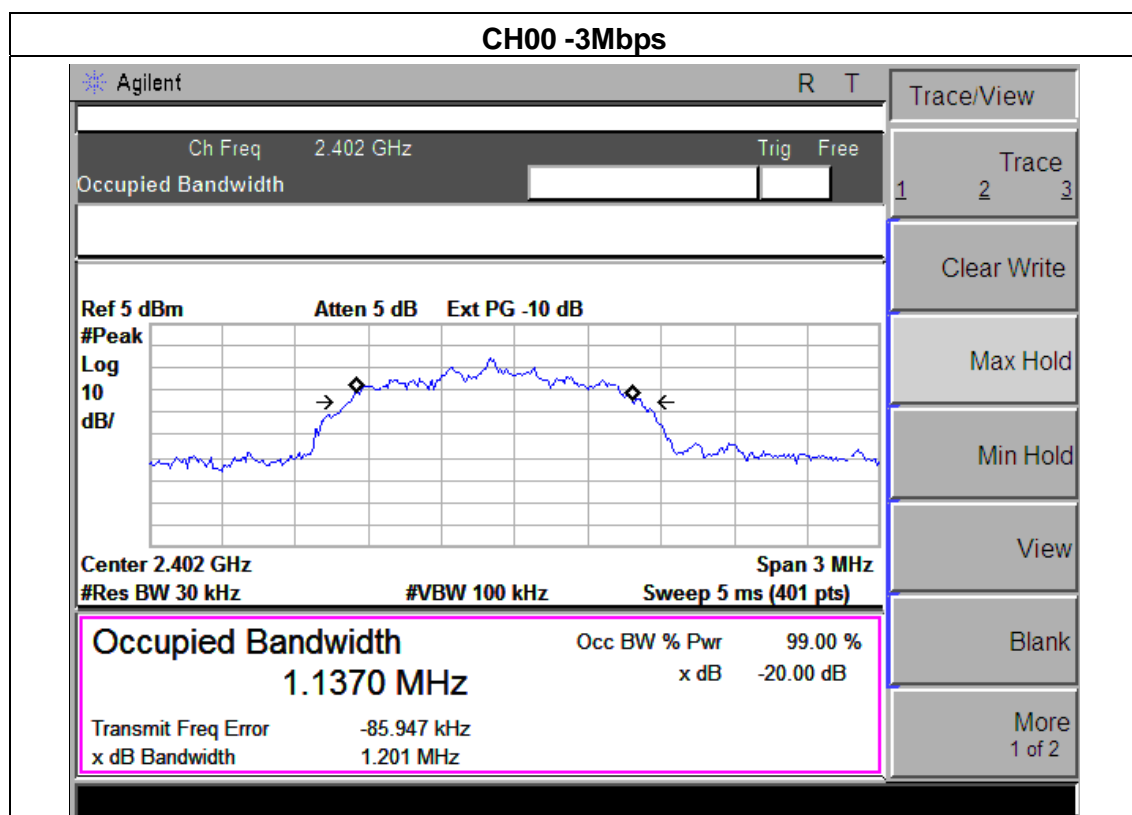 CH00 -3Mbps
Agilent R T
Trace/View
Ch Freq 2.402 GHz Trig Free
Occupied Bandwidth
Trace
1 2 3
Clear Write
Ref 5 dBm Atten 5 dB Ext PG -10 dB
#Peak
Log
10
dB/
Max Hold
Min Hold
Center 2.402 GHz Span 3 MHz
#Res BW 30 kHz #VBW 100 kHz Sweep 5 ms (401 pts)
View
Occupied Bandwidth Occ BW % Pwr 99.00 %
1.1370 MHz x dB -20.00 dB
Blank
Transmit Freq Error -85.947 kHz
x dB Bandwidth 1.201 MHz
More
1 of 2